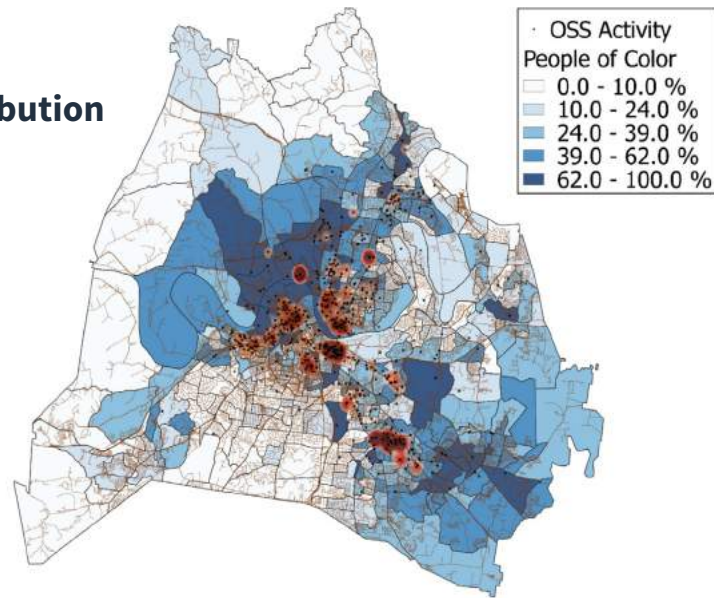 bution
· OSS Activity
People of Color
0.0 - 10.0 %
10.0 - 24.0 %
24.0 - 39.0 %
39.0 - 62.0 %
62.0 - 100.0 %